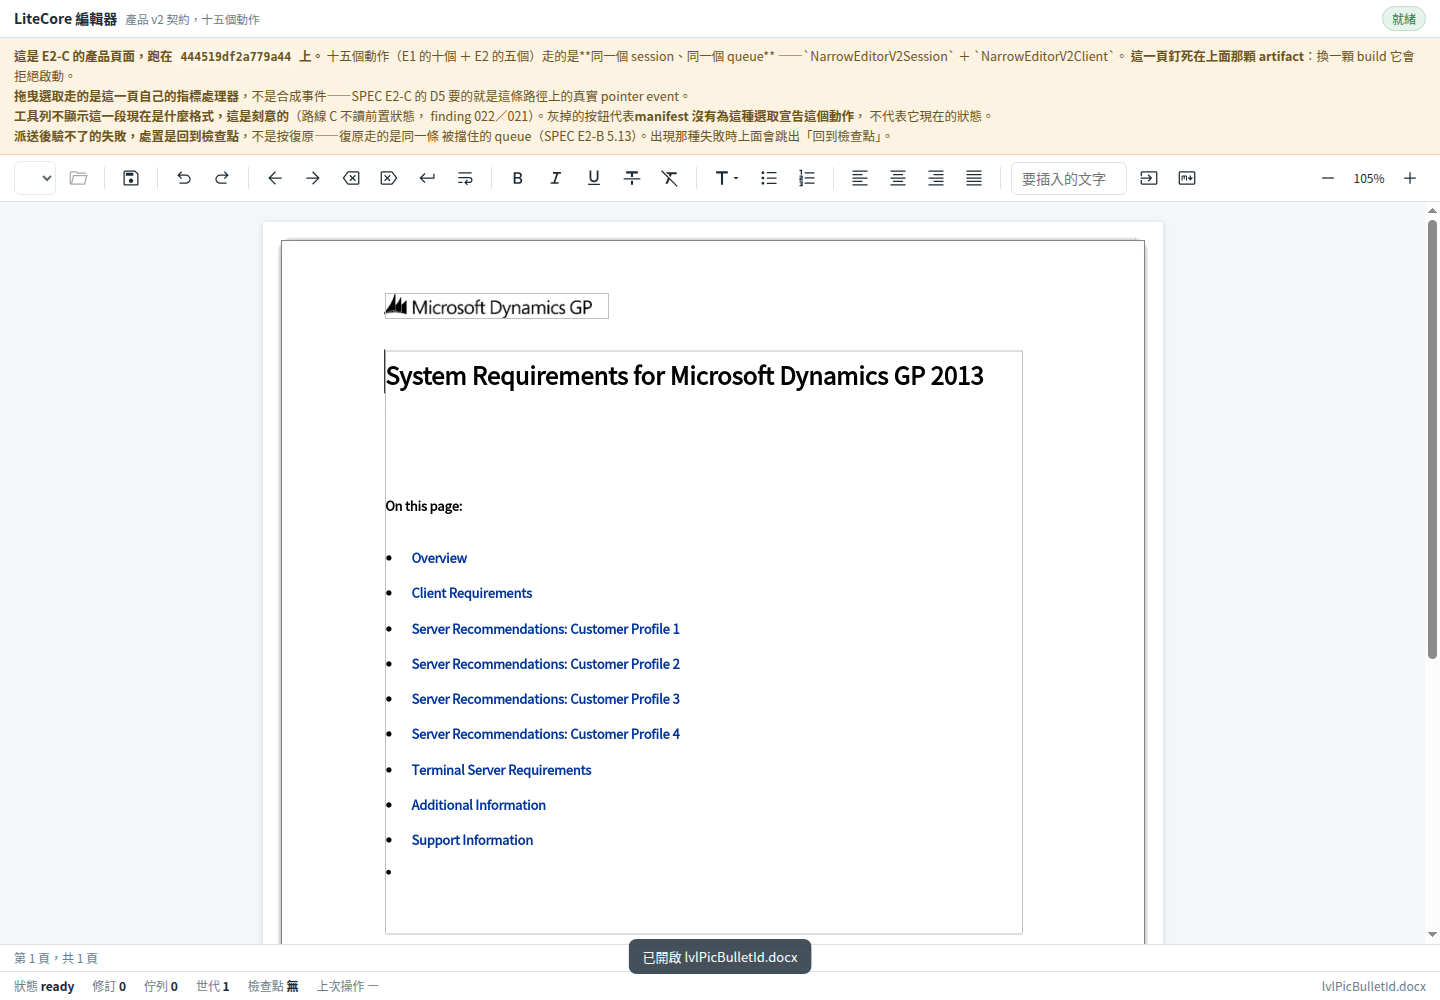 LiteCore 編輯器 產品 v2 契約，十五個動作 就緒
這是 E2-C 的產品頁面，跑在 444519df2a779a44 上。 十五個動作（E1 的十個 ＋ E2 的五個）走的是**同一個 session、同一個 queue** ——`NarrowEditorV2Session` ＋ `NarrowEditorV2Client`。 這一頁釘死在上面那顆 artifact：換一顆 build 它會
拒絕啟動。
拖曳選取走的是這一頁自己的指標處理器，不是合成事件——SPEC E2-C 的 D5 要的就是這條路徑上的真實 pointer event。
工具列不顯示這一段現在是什麼格式，這是刻意的（路線 C 不讀前置狀態， finding 022／021）。灰掉的按鈕代表manifest 沒有為這種選取宣告這個動作， 不代表它現在的狀態。
派送後驗不了的失敗，處置是回到檢查點，不是按復原——復原走的是同一條 被擋住的 queue（SPEC E2-B 5.13）。出現那種失敗時上面會跳出「回到檢查點」。
要插入的文字 105%
Microsoft Dynamics GP
System Requirements for Microsoft Dynamics GP 2013
On this page:
• Overview
• Client Requirements
• Server Recommendations: Customer Profile 1
• Server Recommendations: Customer Profile 2
• Server Recommendations: Customer Profile 3
• Server Recommendations: Customer Profile 4
• Terminal Server Requirements
• Additional Information
• Support Information
•
第 1 頁，共 1 頁
已開啟 lvlPicBulletId.docx
狀態 ready 修訂 0 佇列 0 世代 1 檢查點 無 上次操作 — lvlPicBulletId.docx